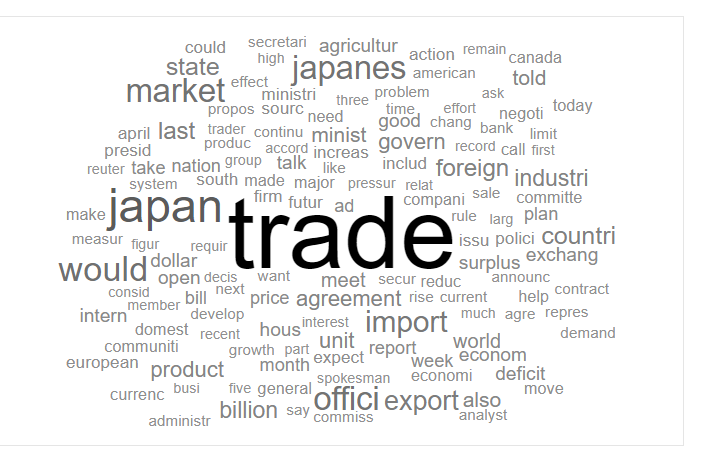 could secretari agricultur action remain
high canada
state japanes american told
market effect ministri three problem ask
propos sourc time effort negoti today
need good chang bank
april last trader continu minist govern record call first limit
presid produc accord increas
reuter take nation group talk like includ foreign industri
system south made major pressur relat sale committe
firm futur ad compani
make japan trade rule larg plan
measur figur requir issu polici countri
would dollar surplus exchang
open decis want meet secur reduc announc
consid bill next price agreement rise current help contract
member
intern develop import much agre repres
domest recent hous interest unit world demand
communiti growth part expect report
european product month week econom
spokesman economi deficit
currenc busi five general offici export also move
administr billion say commiss analyst